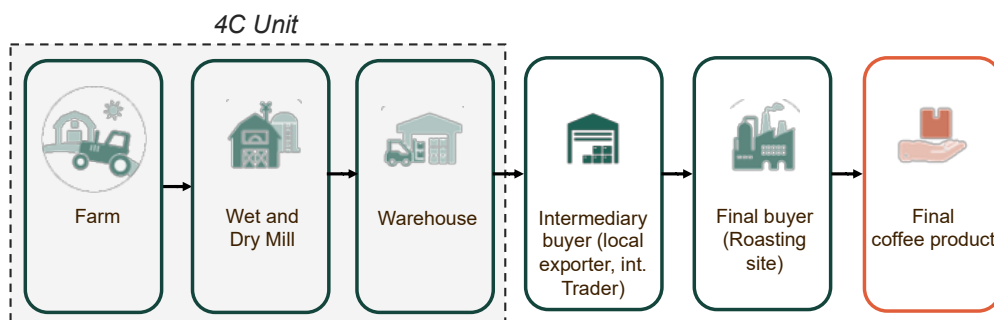 4C Unit
Farm
Wet and
Dry Mill
Warehouse
Intermediary
buyer (local
exporter, int.
Trader)
Final buyer
(Roasting
site)
Final
coffee product